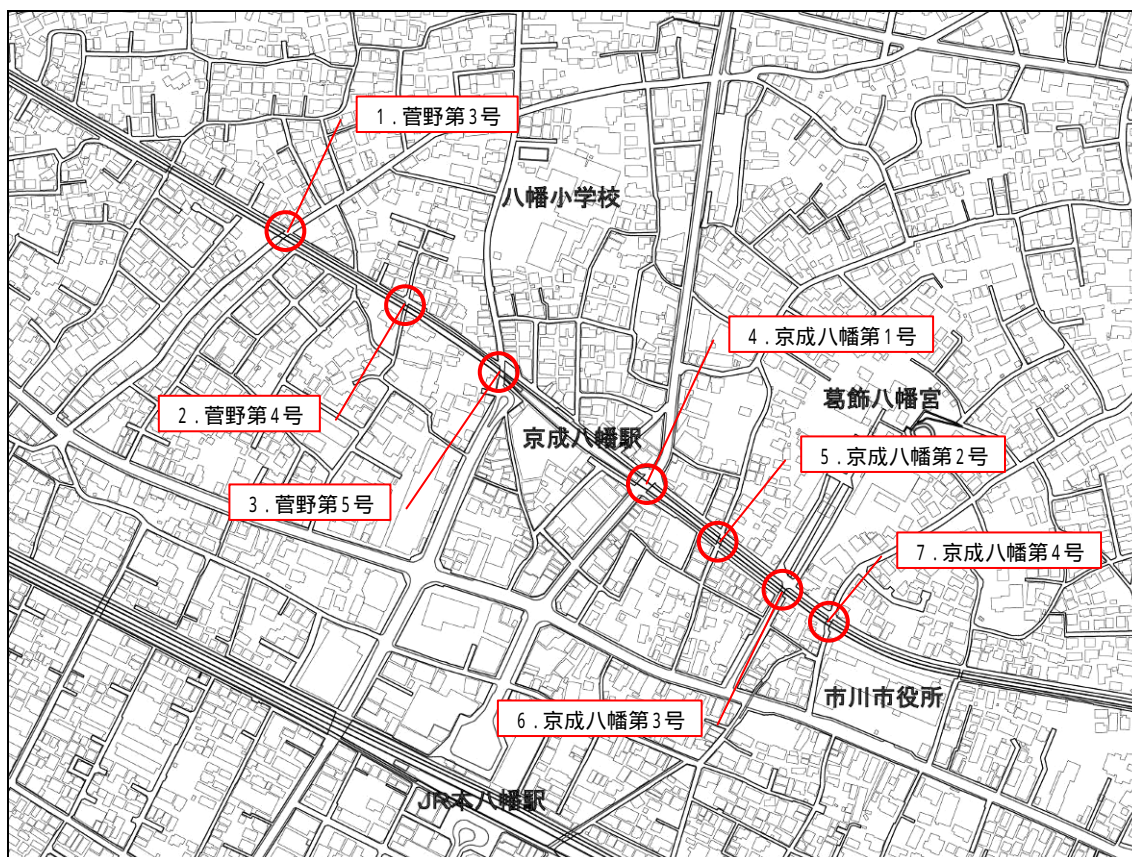 1.菅野第3号
八幡小学校
2.菅野第4号
3.菅野第5号
京成八幡駅
4.京成八幡第1号
葛飾八幡宮
5.京成八幡第2号
7.京成八幡第4号
6.京成八幡第3号
市川市役所
JR本八幡駅